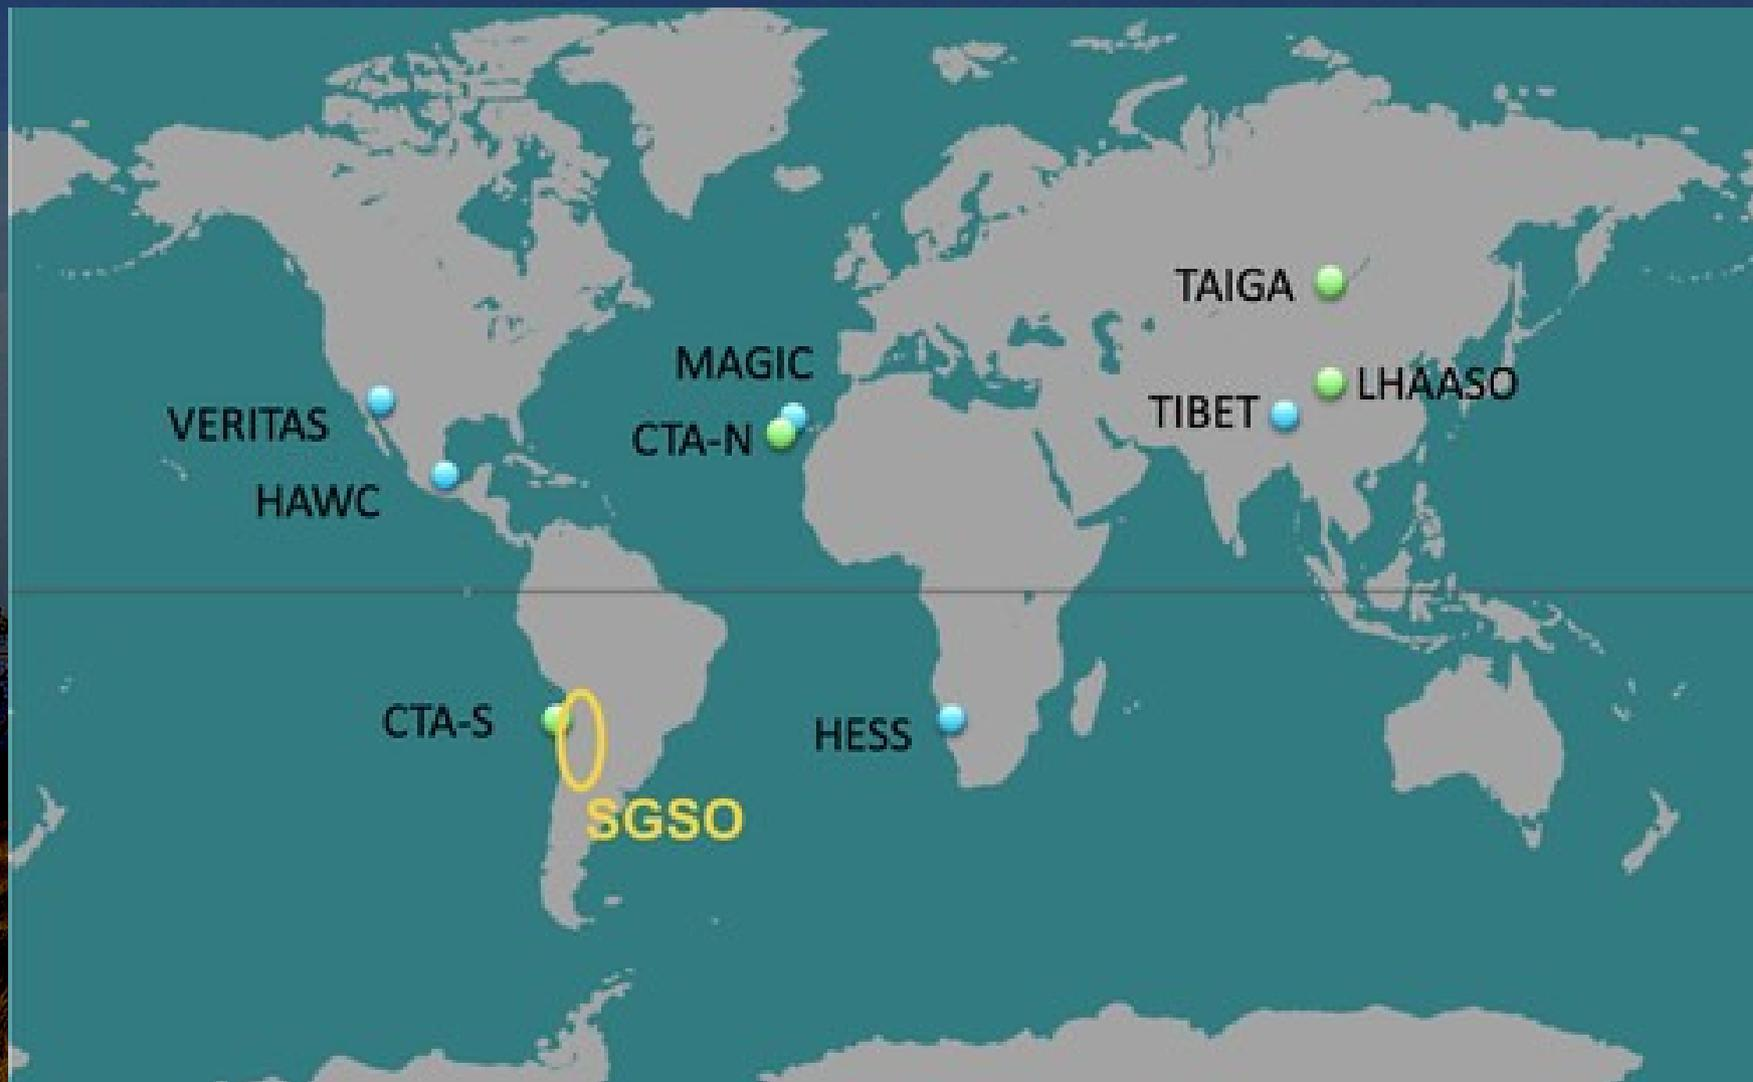 TAIGA
MAGIC
LHAASO
TIBET
VERITAS
CTA-N
HAWC
CTA-S
HESS
SGSO